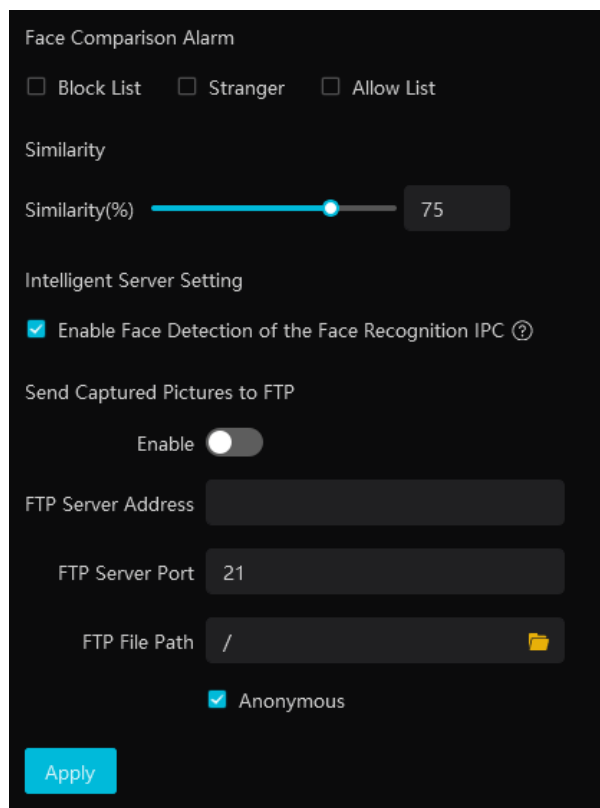 Face Comparison Alarm
Block List Stranger Allow List
Similarity
Similarity(%) 75
Intelligent Server Setting
Enable Face Detection of the Face Recognition IPC ?
Send Captured Pictures to FTP
Enable
FTP Server Address
FTP Server Port 21
FTP File Path /
Anonymous
Apply